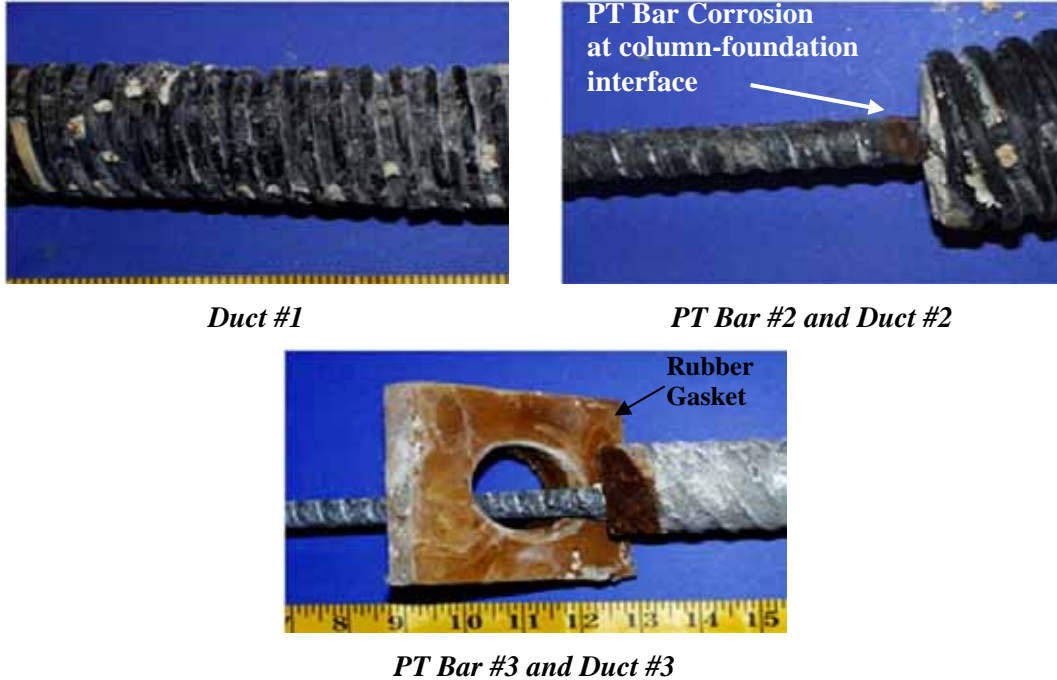 PT Bar Corrosion
at column-foundation
interface
Duct #1
PT Bar #2 and Duct #2
Rubber
Gasket
7 8 9 10 11 12 13 14 15
PT Bar #3 and Duct #3